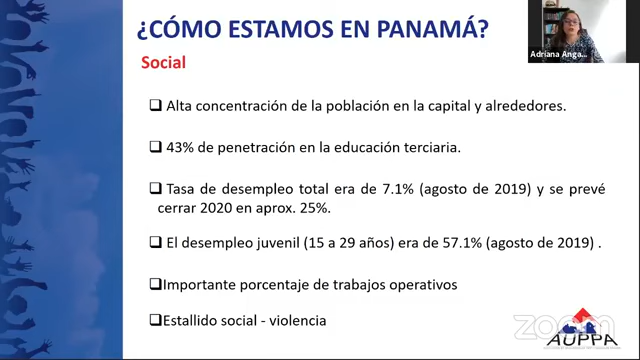 ¿CÓMO ESTAMOS EN PANAMÁ?
Adriana Anga...
Social
Alta concentración de la población en la capital y alrededores.
43% de penetración en la educación terciaria.
Tasa de desempleo total era de 7.1% (agosto de 2019) y se prevé
cerrar 2020 en aprox. 25%.
El desempleo juvenil (15 a 29 años) era de 57.1% (agosto de 2019) .
Importante porcentaje de trabajos operativos
Estallido social - violencia
zoom
AUPPA